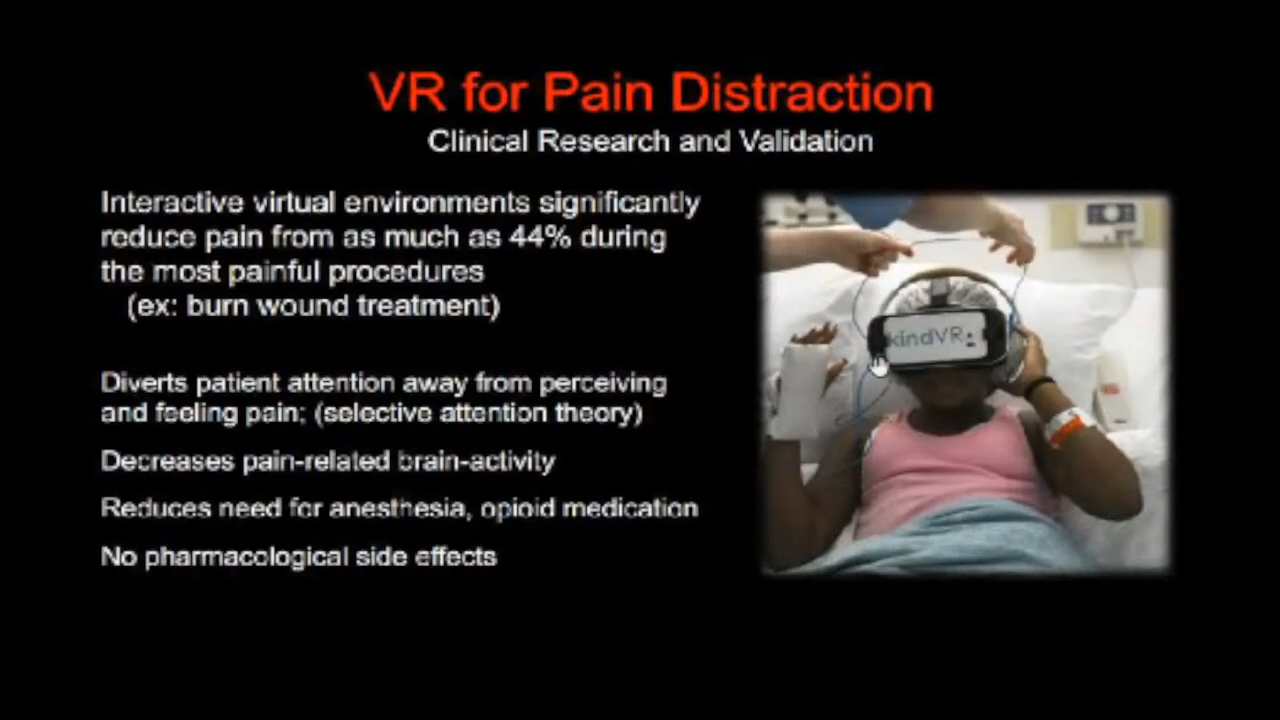 VR for Pain Distraction
Clinical Research and Validation
Interactive virtual environments significantly
reduce pain from as much as 44% during
the most painful procedures
(ex: burn wound treatment)
Diverts patient attention away from perceiving
and feeling pain; (selective attention theory)
Decreases pain-related brain-activity
Reduces need for anesthesia, opioid medication
No pharmacological side effects
kindVR